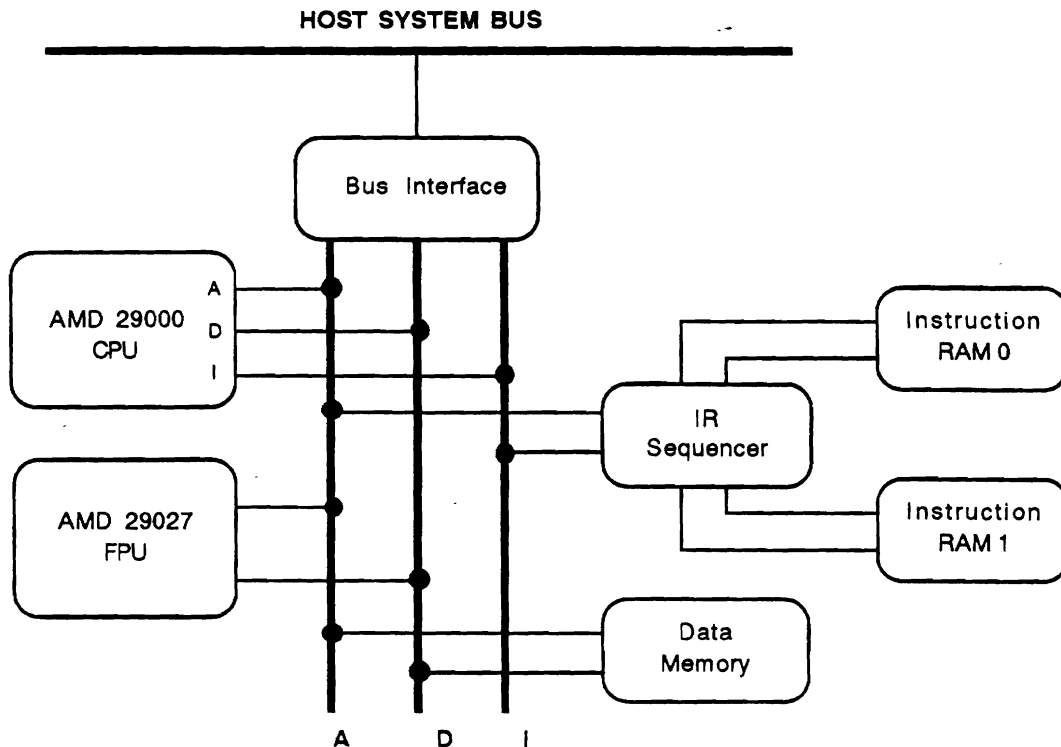 HOST SYSTEM BUS
Bus Interface
AMD 29000
CPU
A
D
I
Instruction
RAM 0
IR
Sequencer
AMD 29027
FPU
Instruction
RAM 1
Data
Memory
A
D
I